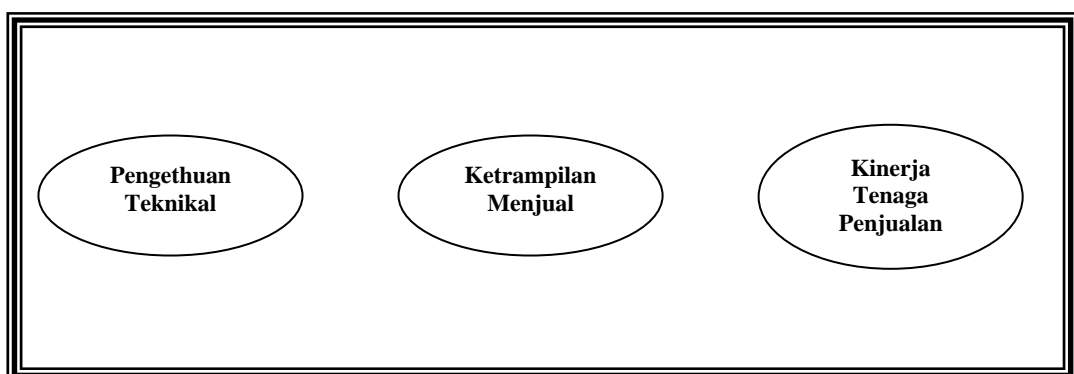 Pengethuan
Teknikal
Ketrampilan
Menjual
Kinerja
Tenaga
Penjualan